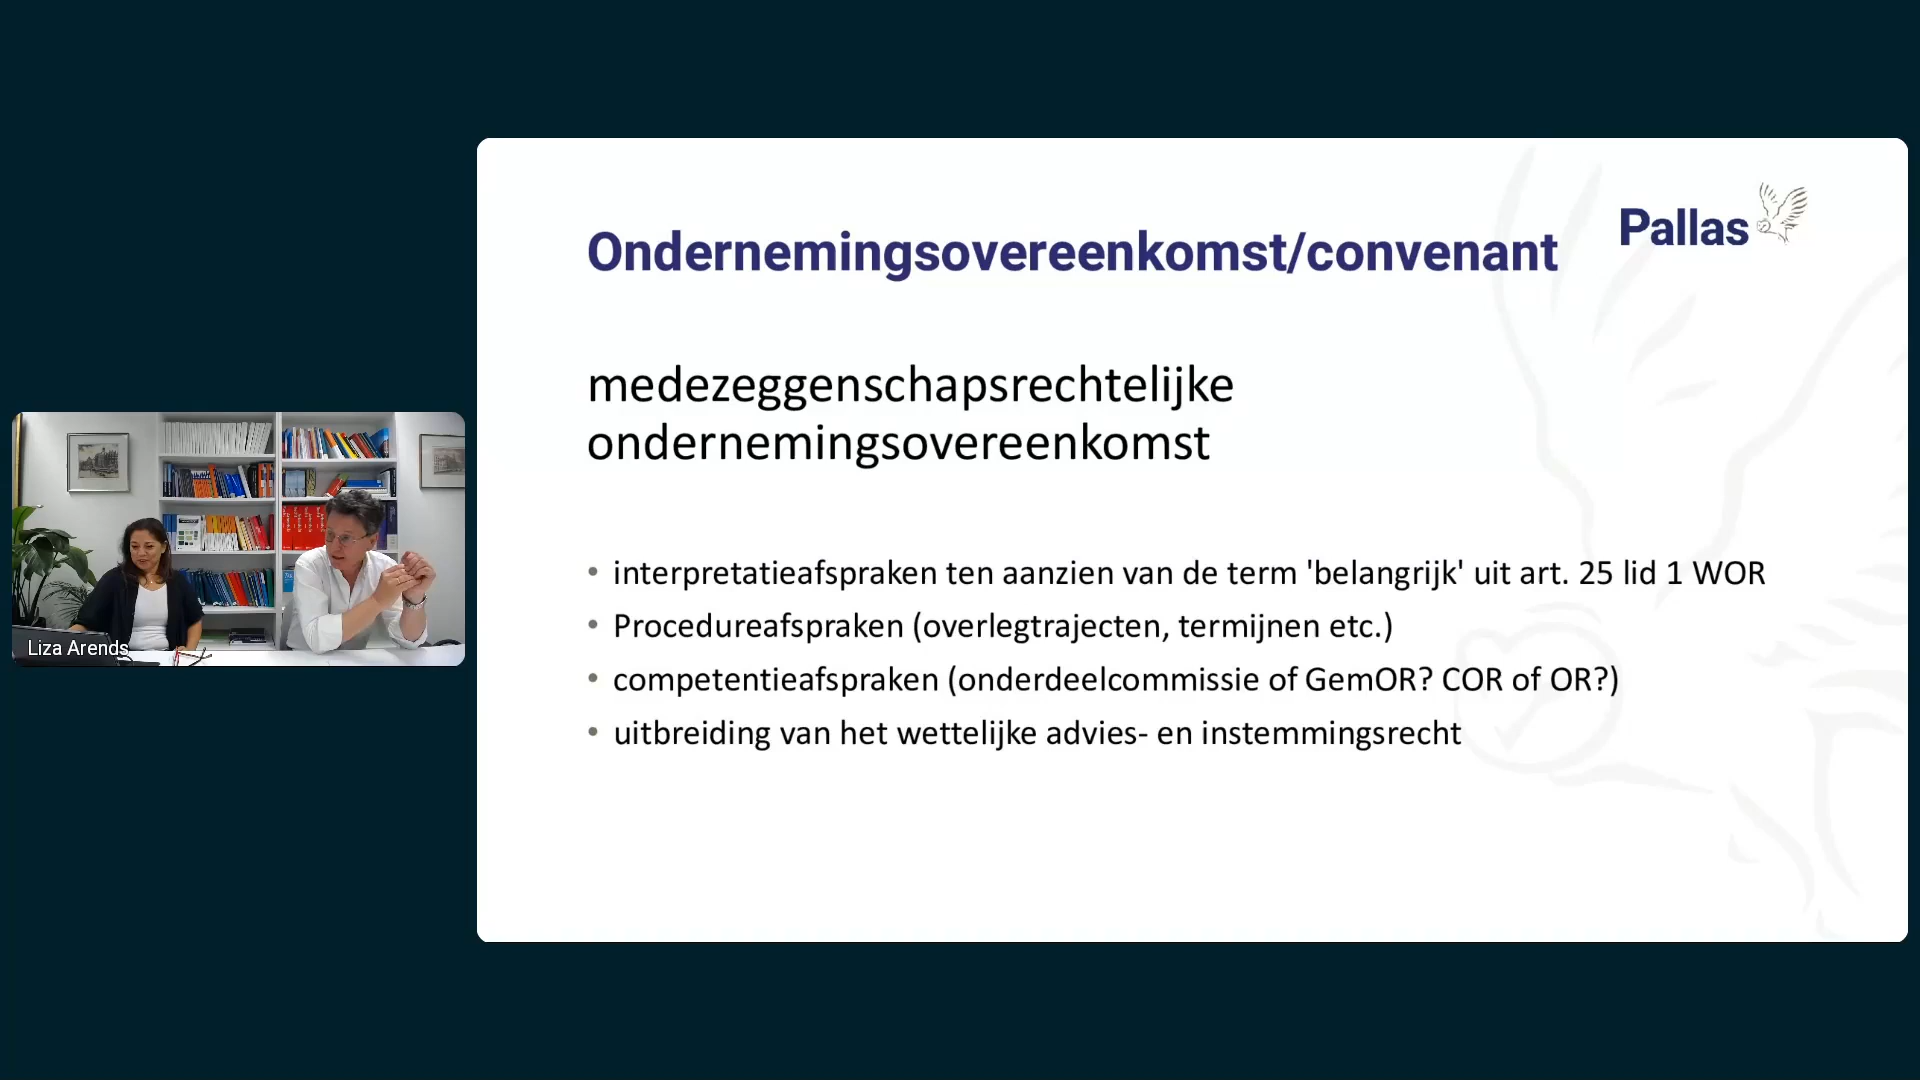 Ondernemingsovereenkomst/convenant
Pallas
medezeggenschapsrechtelijke
ondernemingsovereenkomst
• interpretatieafspraken ten aanzien van de term 'belangrijk' uit art. 25 lid 1 WOR
• Procedureafspraken (overlegtrajecten, termijnen etc.)
• competentieafspraken (onderdeelcommissie of GemOR? COR of OR?)
• uitbreiding van het wettelijke advies- en instemmingsrecht
Liza Arends